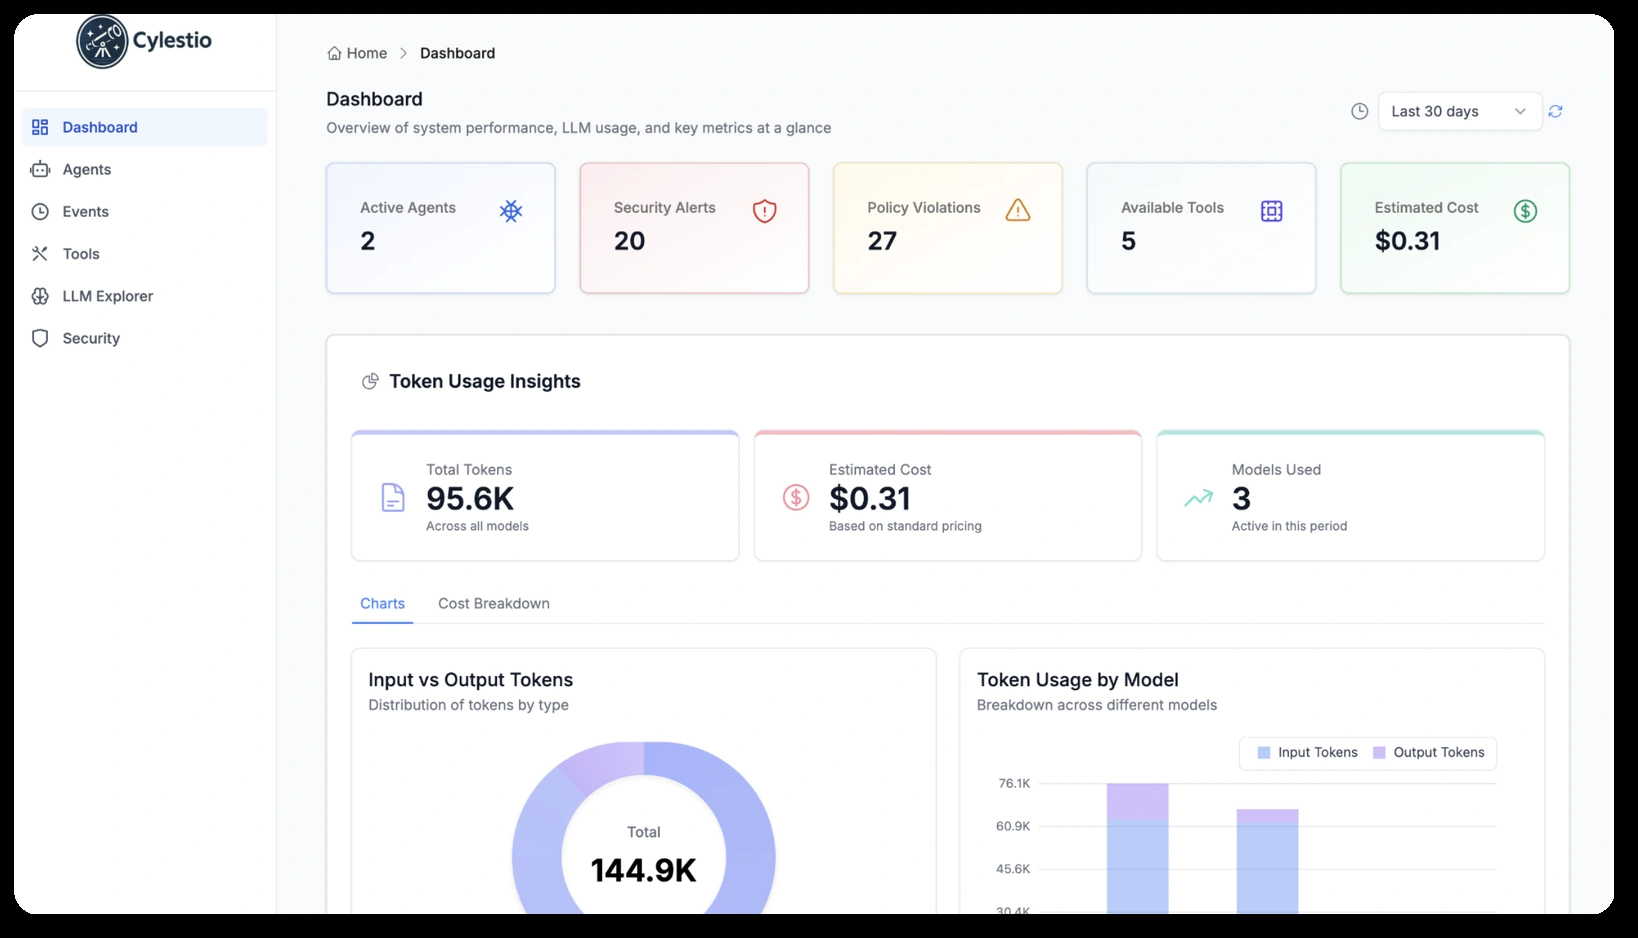 Cylestio
Dashboard
Agents
Events
Tools
LLM Explorer
Security
Home > Dashboard
Dashboard
Overview of system performance, LLM usage, and key metrics at a glance
Last 30 days
Active Agents
2
Security Alerts
20
Policy Violations
27
Available Tools
5
Estimated Cost
$0.31
Token Usage Insights
Total Tokens
95.6K
Across all models
Estimated Cost
$0.31
Based on standard pricing
Models Used
3
Active in this period
Charts
Cost Breakdown
Input vs Output Tokens
Distribution of tokens by type
Total
144.9K
Token Usage by Model
Breakdown across different models
Input Tokens
Output Tokens
76.1K
60.9K
45.6K
30.4K